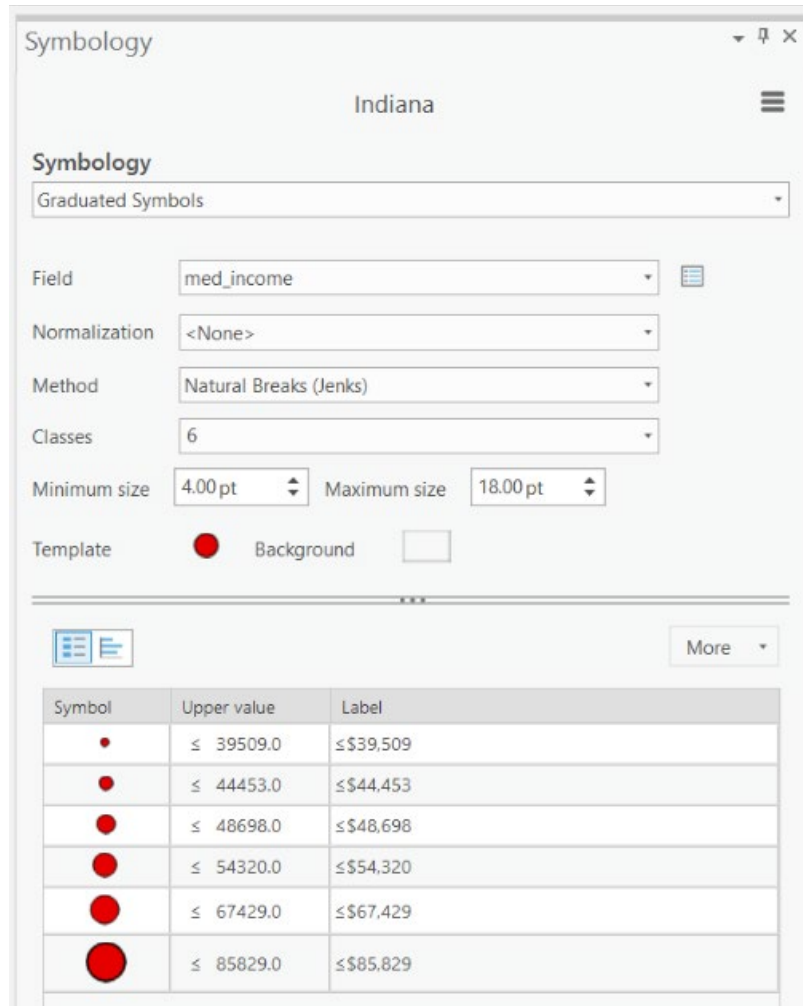 Symbology
Indiana
Symbology
Graduated Symbols
Field med_income
Normalization <None>
Method Natural Breaks (Jenks)
Classes 6
Minimum size 4.00 pt Maximum size 18.00 pt
Template Background
More
Symbol Upper value Label
≤ 39509.0 ≤$39,509
≤ 44453.0 ≤$44,453
≤ 48698.0 ≤$48,698
≤ 54320.0 ≤$54,320
≤ 67429.0 ≤$67,429
≤ 85829.0 ≤$85,829